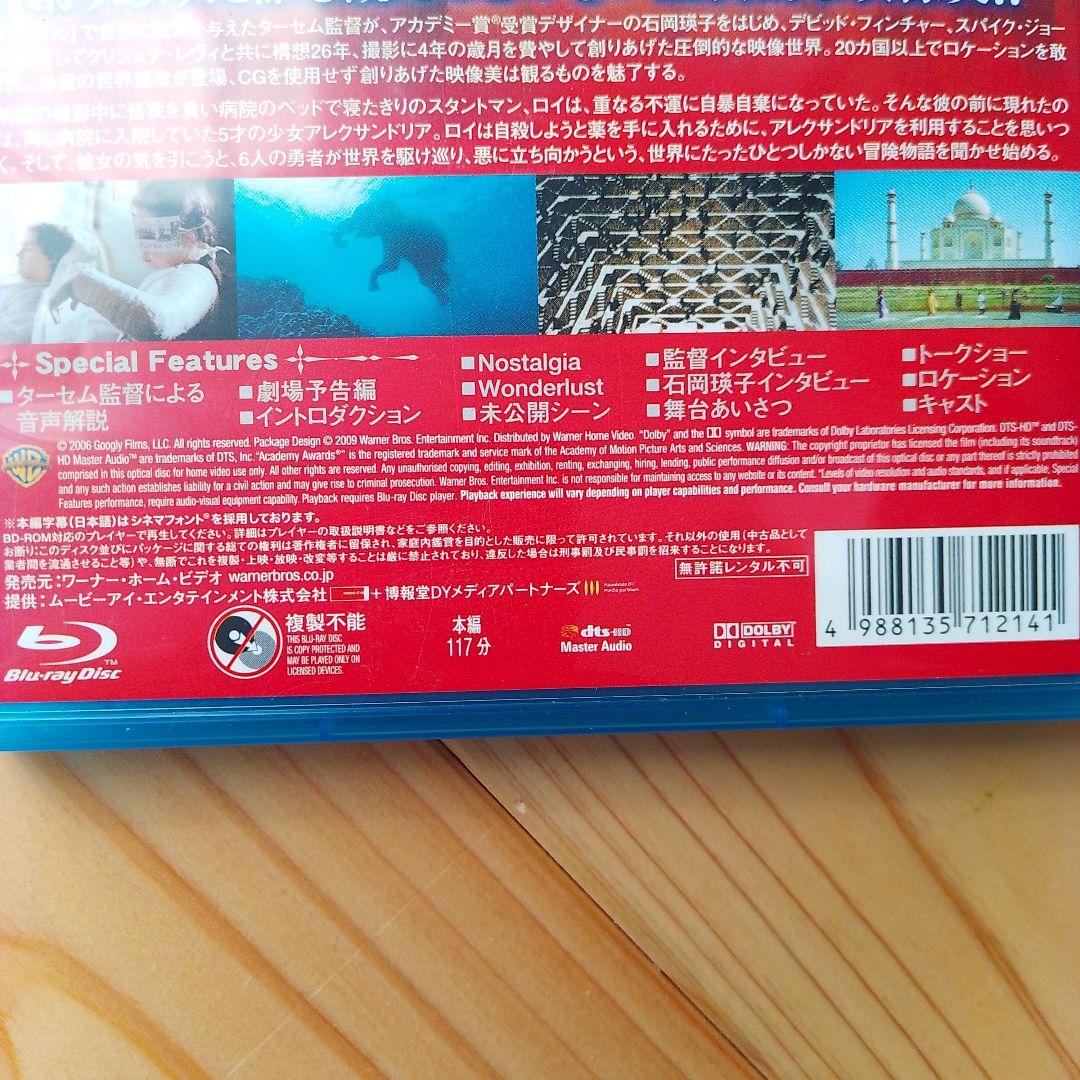 で世界に を与えたターセム監督が、アカデミー賞®受賞デザイナーの石岡瑛子をはじめ、デビッド・フィンチャー、スパイク・ジョー
そしてクリシュナ・レヴィと共に構想26年、撮影に4年の歳月を費やして創りあげた圧倒的な映像世界。20カ国以上でロケーションを敢
の世界遺産が登場、CGを使用せず創りあげた映像美は観るものを魅了する。
映画の撮影中に怪我を負い病院のベッドで寝たきりのスタントマン、ロイは、重なる不運に自暴自棄になっていた。そんな彼の前に現れたの
は、同じ病院に入院していた5才の少女アレクサンドリア。ロイは自殺しようと薬を手に入れるために、アレクサンドリアを利用することを思いつ
く。そして、彼女の気を引こうと、6人の勇者が世界を駆け巡り、悪に立ち向かうという、世界にたったひとつしかない冒険物語を聞かせ始める。
Special Features
■ターセム監督による
音声解説
■劇場予告編
■イントロダクション
■Nostalgia
■Wonderlust
■未公開シーン
■監督インタビュー
■石岡瑛子インタビュー
■舞台あいさつ
■トークショー
■ロケーション
■キャスト
© 2006 Googly Films, LLC. All rights reserved. Package Design © 2009 Warner Bros. Entertainment Inc. Distributed by Warner Home Video. "Dolby" and the DD symbol are trademarks of Dolby Laboratories Licensing Corporation. DTS-HD™ and DTS-
HD Master Audio™ are trademarks of DTS, Inc. "Academy Awards®" is the registered trademark and service mark of the Academy of Motion Picture Arts and Sciences. WARNING: The copyright proprietor has licensed the film (including its soundtrack)
comprised in this optical disc for home video use only. All other rights are reserved. Any unauthorised copying, editing, exhibition, renting, exchanging, hiring, lending, public performance diffusion and/or broadcast of this optical disc or any part thereof is strictly prohibited
and any such action establishes liability for a civil action and may give rise to criminal prosecution. Warner Bros. Entertainment Inc. is not responsible for maintaining access to any website or its content. "Levels of video resolution and audio standards, and if applicable, Special
Features performance, require audio-visual equipment capability. Playback requires Blu-ray Disc player. Playback experience will vary depending on player capabilities and performance. Consult your hardware manufacturer for more information.
※本編字幕(日本語)はシネマフォント®を採用しております。
BD-ROM対応のプレイヤーで再生してください。詳細はプレイヤーの取扱説明書などをご参照ください。
お断り:このディスク並びにパッケージに関する総ての権利は著作権者に留保され、家庭内鑑賞を目的とした販売に限って許可されています。それ以外の使用(中古品として
業者間を流通させること等)や、無断でこれを複製・上映・放映・改変等することは厳に禁止されており、違反した場合は刑事罰及び民事罰を招来することになります。
無許諾レンタル不可
発売元:ワーナー・ホーム・ビデオ warnerbros.co.jp
提供:ムービーアイ・エンタテインメント株式会社 + 博報堂DYメディアパートナーズ
Blu-ray Disc™
複製不能
THIS BLU-RAY DISC
IS COPY PROTECTED AND
MAY BE PLAYED ONLY ON
LICENSED DEVICES.
本編
117分
dts-HD
Master Audio
DOLBY
DIGITAL
4 988135 712141